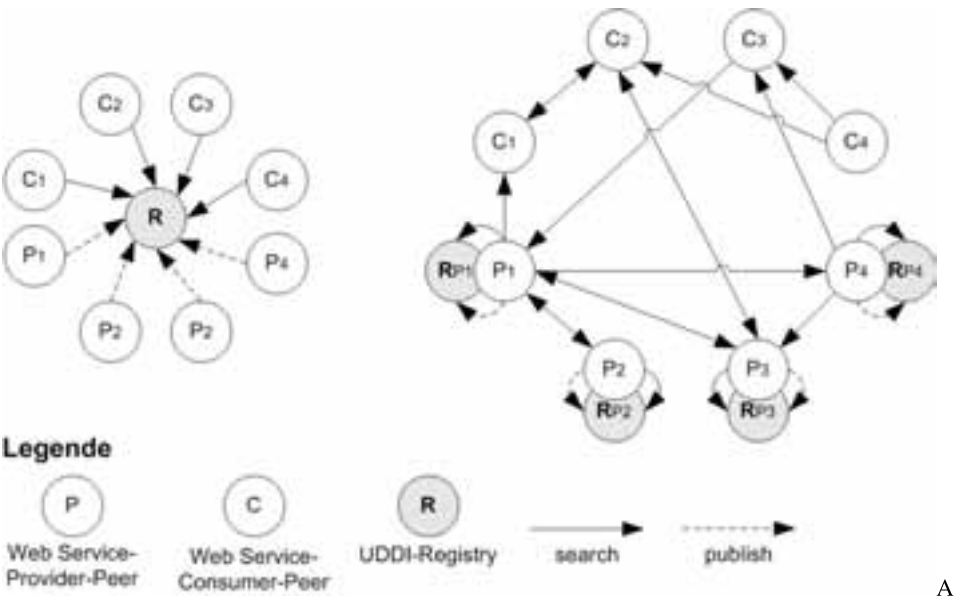 C2 C3
C1 C4
R
P1 P4
P2 P2
C2 C3
C1 C4
RP1 P1 P4 RP4
P2 P3
RP2 RP3
Legende
P C R
Web Service-
Provider-Peer
Web Service-
Consumer-Peer
UDDI-Registry
search
publish
A